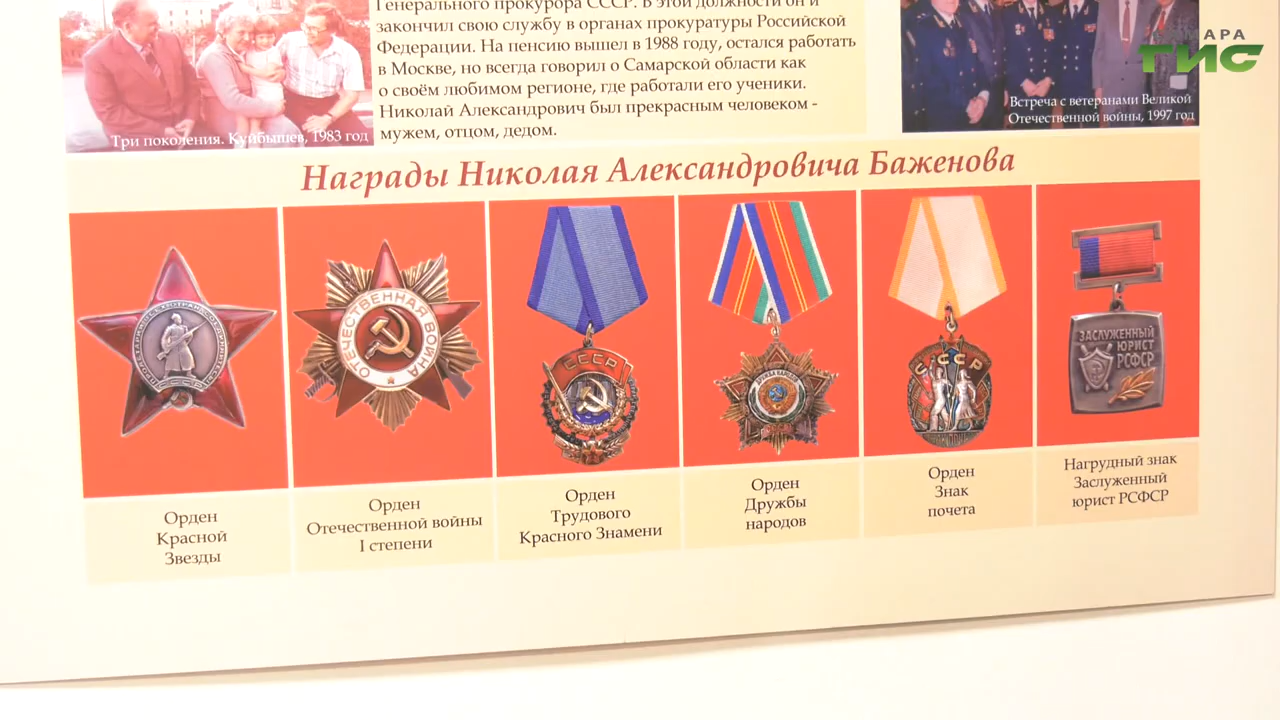 Генерального прокурора СССР. В этой должности он и
закончил свою службу в органах прокуратуры Российской
Федерации. На пенсию вышел в 1988 году, остался работать
в Москве, но всегда говорил о Самарской области как
о своём любимом регионе, где работали его ученики.
Николай Александрович был прекрасным человеком -
мужем, отцом, дедом.
Три поколения. Куйбышев, 1983 год
САМАРА
ГИС
Встреча с ветеранами Великой
Отечественной войны, 1997 год
Награды Николая Александровича Баженова
ОТЕЧЕСТВЕННАЯ ВОЙНА
СССР
ДРУЖБА НАРОДОВ
СССР
ЗАСЛУЖЕННЫЙ
ЮРИСТ
РСФСР
Орден
Красной
Звезды
Орден
Отечественной войны
I степени
Орден
Трудового
Красного Знамени
Орден
Дружбы
народов
Орден
Знак
почета
Нагрудный знак
Заслуженный
юрист РСФСР